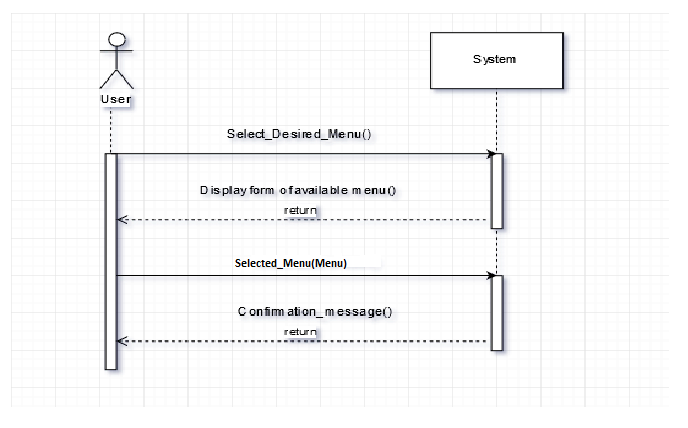 System
User
Select_Desired_Menu()
Display form of available menu()
return
Selected_Menu(Menu)
Confirmation_message()
return